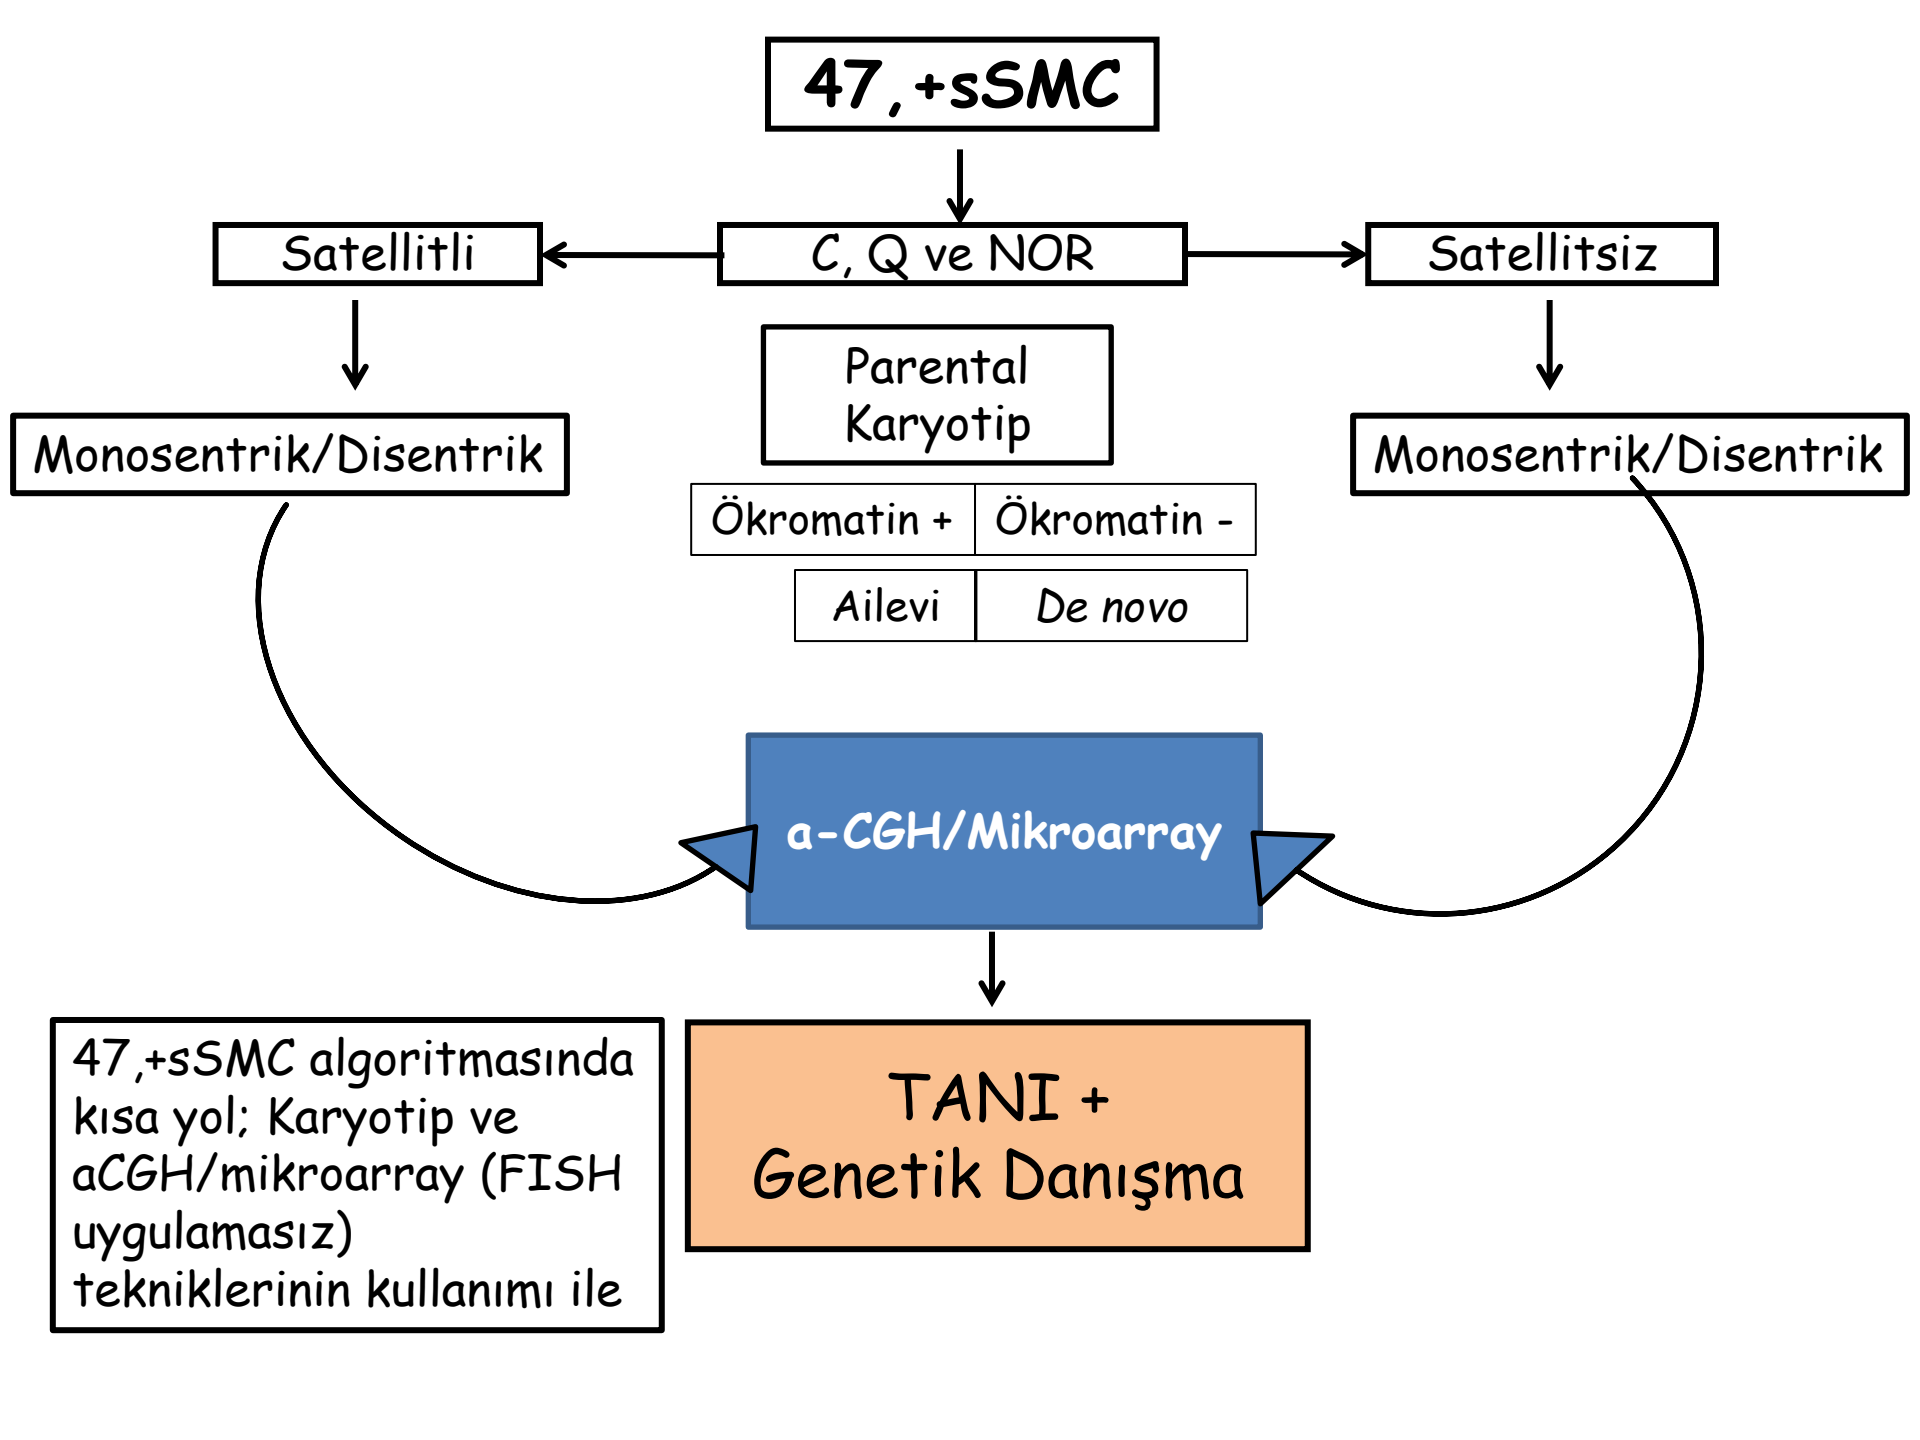 47,+sSMC
Satellitli
C, Q ve NOR
Satellitsiz
Parental
Karyotip
Monosentrik/Disentrik
Monosentrik/Disentrik
Ökromatin +
Ökromatin -
Ailevi
De novo
a-CGH/Mikroarray
47,+sSMC algoritmasında
kısa yol; Karyotip ve
aCGH/mikroarray (FISH
uygulamasız)
tekniklerinin kullanımı ile
TANI +
Genetik Danışma